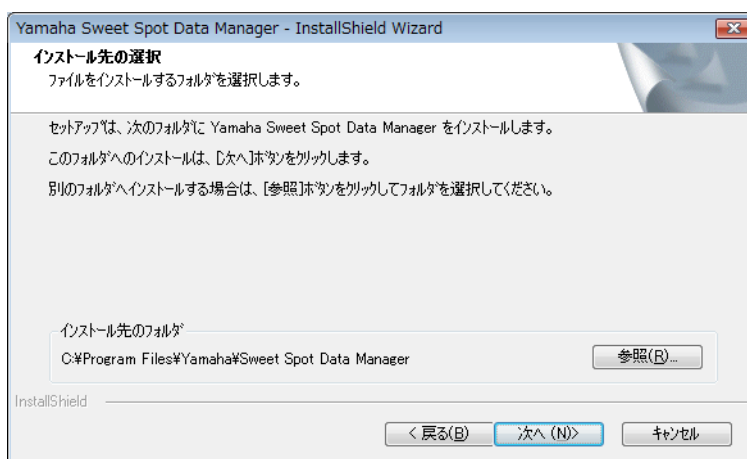 Yamaha Sweet Spot Data Manager - InstallShield Wizard
インストール先の選択
ファイルをインストールするフォルダを選択します。
セットアップは、次のフォルダに Yamaha Sweet Spot Data Manager をインストールします。
このフォルダへのインストールは、[次へ]ボタンをクリックします。
別のフォルダへインストールする場合は、[参照]ボタンをクリックしてフォルダを選択してください。
インストール先のフォルダ
C:¥Program Files¥Yamaha¥Sweet Spot Data Manager
参照(R)...
InstallShield
< 戻る(B)
次へ (N)>
キャンセル